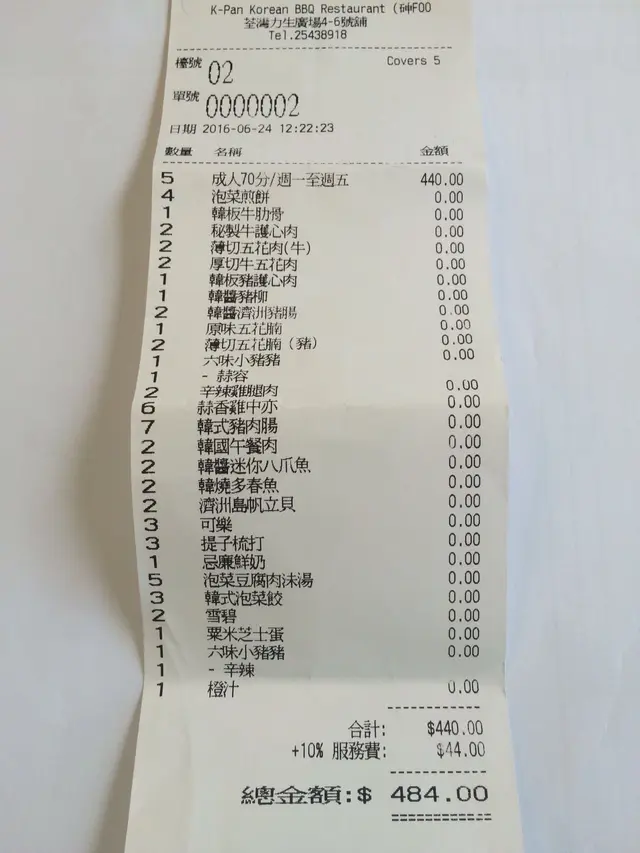 K-Pan Korean BBQ Restaurant (砷FOO
荃灣力生廣場4-6號舖
Tel.25438918
檯號 02 Covers 5
單號 0000002
日期 2016-06-24 12:22:23
數量 名稱 金額
5 成人70分/週一至週五 440.00
4 泡菜煎餅 0.00
1 韓板牛肋骨 0.00
2 秘製牛護心肉 0.00
2 薄切五花肉(牛) 0.00
2 厚切牛五花肉 0.00
1 韓板豬護心肉 0.00
1 韓醬豬柳 0.00
2 韓醬濟洲豬腸 0.00
1 原味五花腩 0.00
2 薄切五花腩(豬) 0.00
1 六味小豬豬 0.00
1 - 蒜容
2 辛辣雞腿肉 0.00
6 蒜香雞中亦 0.00
7 韓式豬肉腸 0.00
2 韓國午餐肉 0.00
2 韓醬迷你八爪魚 0.00
2 韓燒多春魚 0.00
2 濟洲島帆立貝 0.00
3 可樂 0.00
3 提子梳打 0.00
1 忌廉鮮奶 0.00
5 泡菜豆腐肉沬湯 0.00
3 韓式泡菜餃 0.00
2 雪碧 0.00
1 粟米芝士蛋 0.00
1 六味小豬豬 0.00
1 - 辛辣
1 橙汁 0.00
合計: $440.00
+10% 服務費: $44.00
總金額:$ 484.00